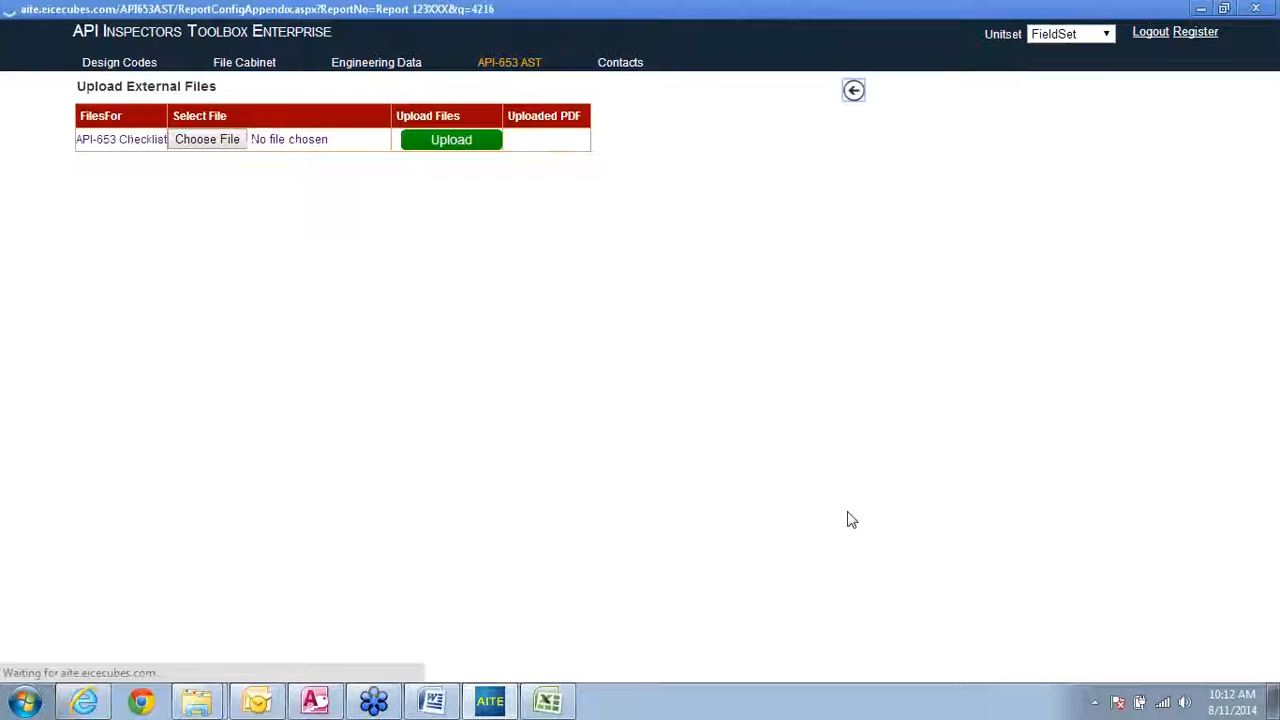 aite.eicecubes.com/API653AST/ReportConfigAppendix.aspx?ReportNo=Report 123XXX&q=4216
API INSPECTORS TOOLBOX ENTERPRISE
Unitset FieldSet Logout Register
Design Codes File Cabinet Engineering Data API-653 AST Contacts
Upload External Files
FilesFor Select File Upload Files Uploaded PDF
API-653 Checklist Choose File No file chosen Upload
Waiting for aite.eicecubes.com...
AITE
10:12 AM
8/11/2014